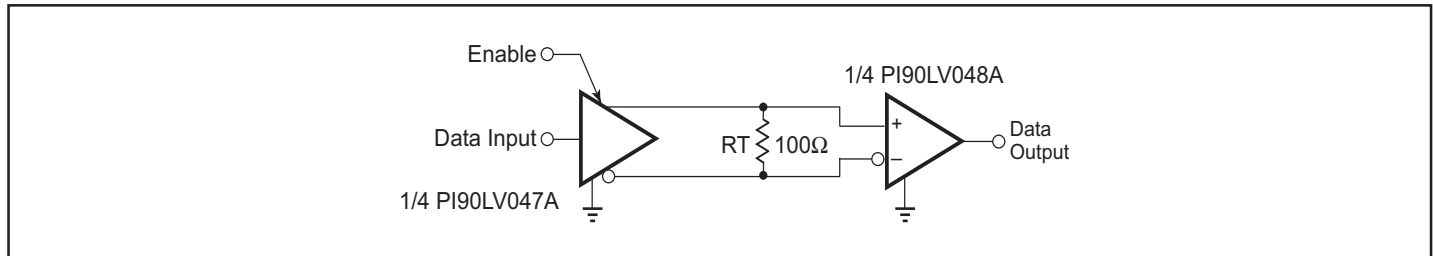 Enable
1/4 PI90LV048A
+
Data Input
RT
100Ω
–
Data
Output
1/4 PI90LV047A